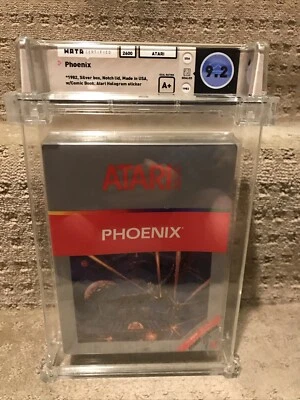 WATA CERTIFIED 2600 ATARI
Phoenix
*1982, Silver box, Notch lid, Made in USA,
w/Comic Book, Atari Hologram sticker
A+
9.2
ATARI
PHOENIX